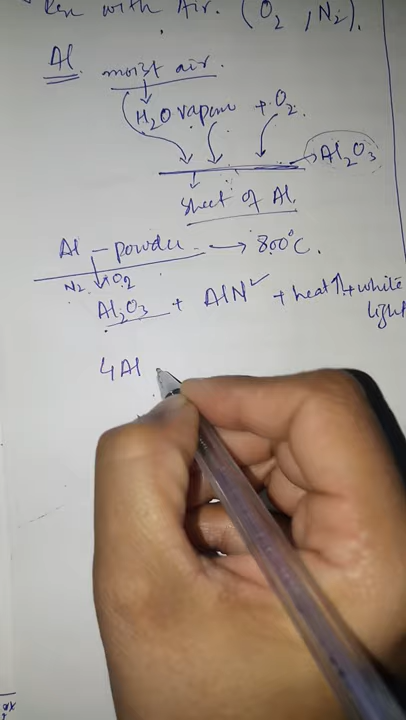 Rxn with Air. (O₂, N₂).
Al moist air.
H₂O vapour + O₂.
Al₂O₃
sheet of Al.
Al - powder → 800°C.
N₂ O₂
Al₂O₃ + AlN + heat↑ + white
light
4Al